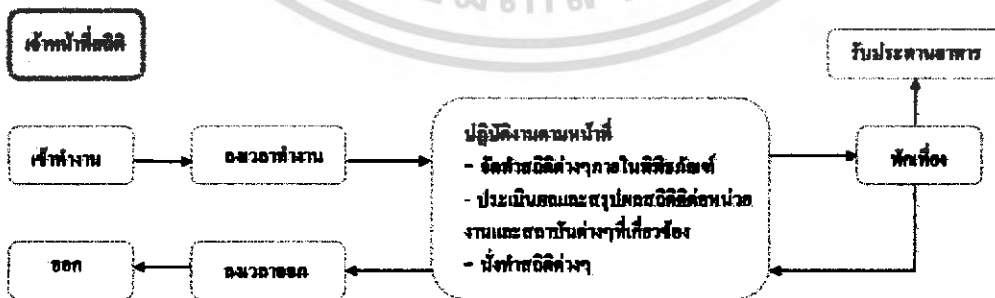 เจ้าหน้าที่สถิติ
รับประทานอาหาร
เข้าทำงาน
ลงเวลาทำงาน
ปฏิบัติงานตามหน้าที่
- จัดทำสถิติต่างๆภายในพิพิธภัณฑ์
- ประเมินผลและสรุปผลสถิติติดต่อหน่วย
งานและสถาบันต่างๆที่เกี่ยวข้อง
- นั่งทำสถิติต่างๆ
พักเที่ยง
ออก
ลงเวลาออก